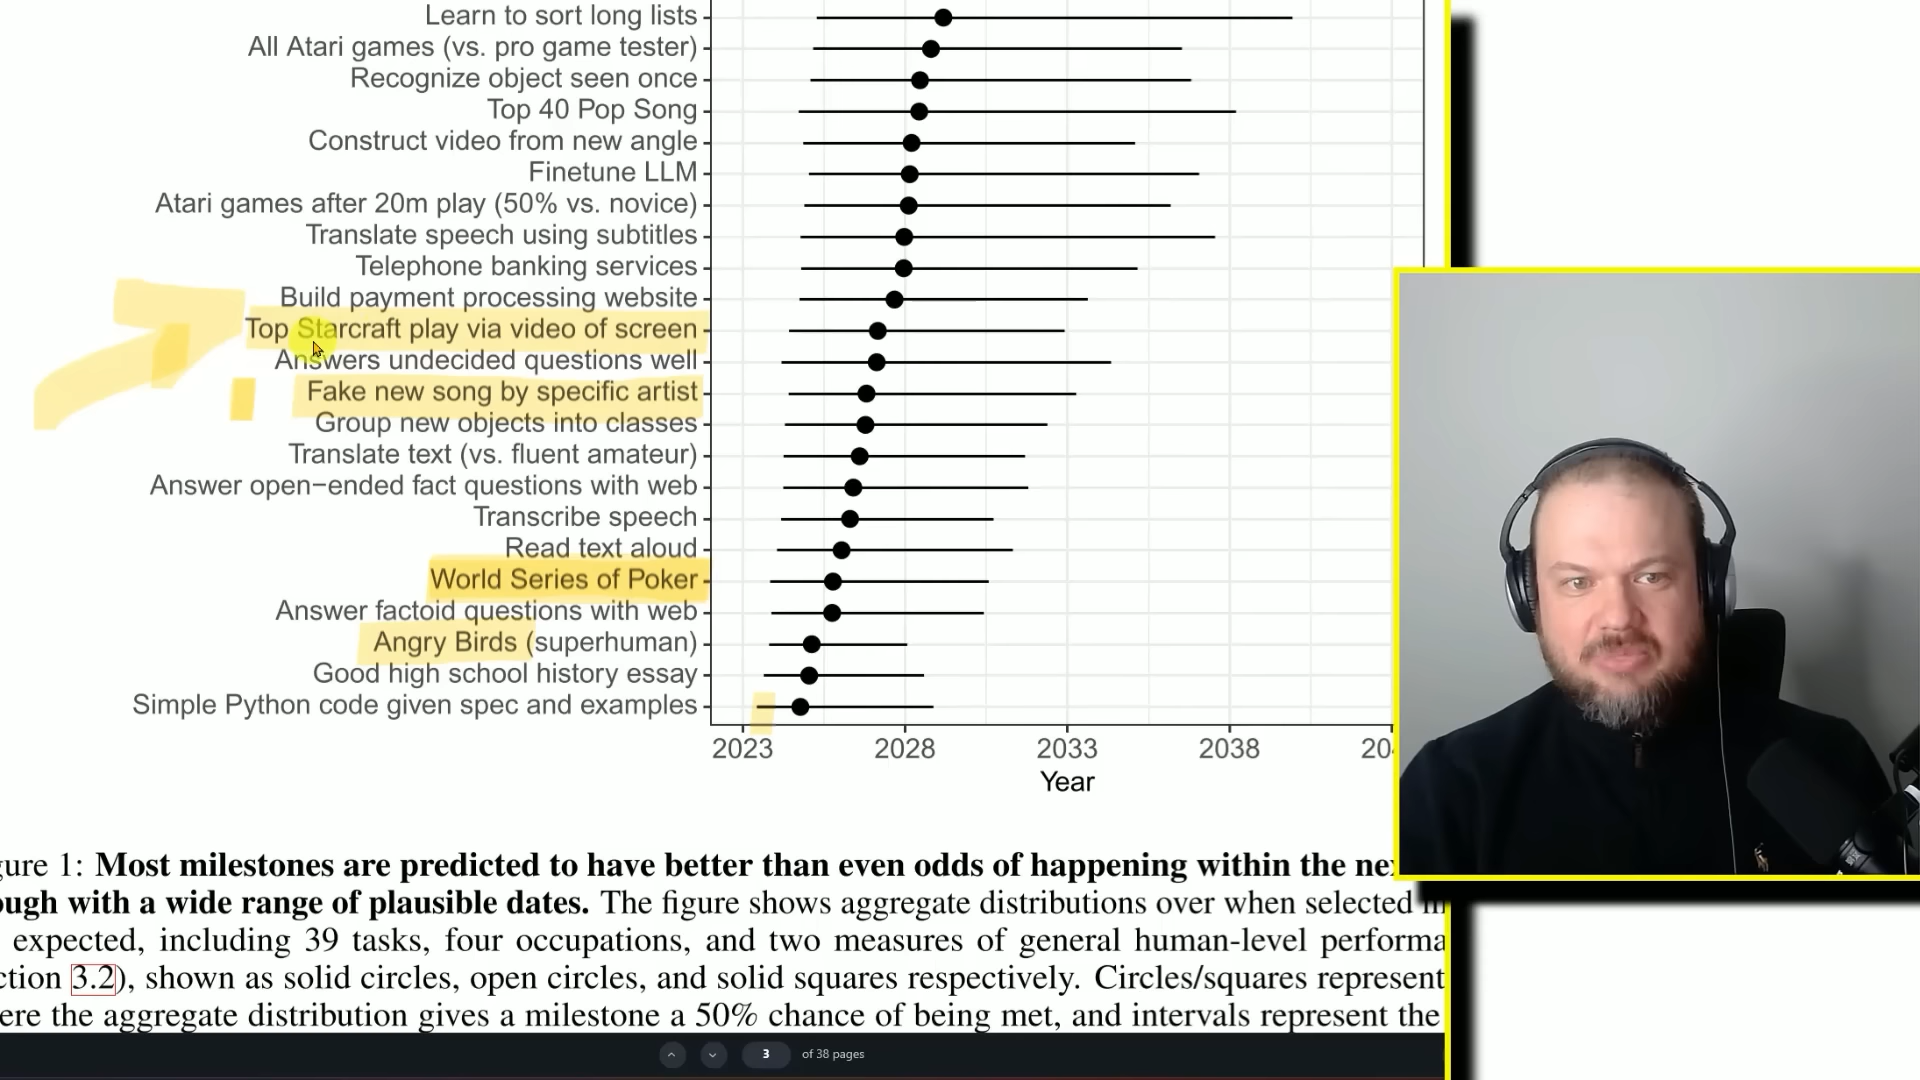 Learn to sort long lists
All Atari games (vs. pro game tester)
Recognize object seen once
Top 40 Pop Song
Construct video from new angle
Finetune LLM
Atari games after 20m play (50% vs. novice)
Translate speech using subtitles
Telephone banking services
Build payment processing website
Top Starcraft play via video of screen
Answers undecided questions well
Fake new song by specific artist
Group new objects into classes
Translate text (vs. fluent amateur)
Answer open−ended fact questions with web
Transcribe speech
Read text aloud
World Series of Poker
Answer factoid questions with web
Angry Birds (superhuman)
Good high school history essay
Simple Python code given spec and examples
2023 2028 2033 2038 20
Year
gure 1: Most milestones are predicted to have better than even odds of happening within the ne
ough with a wide range of plausible dates. The figure shows aggregate distributions over when selected
expected, including 39 tasks, four occupations, and two measures of general human-level performa
ction 3.2), shown as solid circles, open circles, and solid squares respectively. Circles/squares represent
ere the aggregate distribution gives a milestone a 50% chance of being met, and intervals represent the
3 of 38 pages